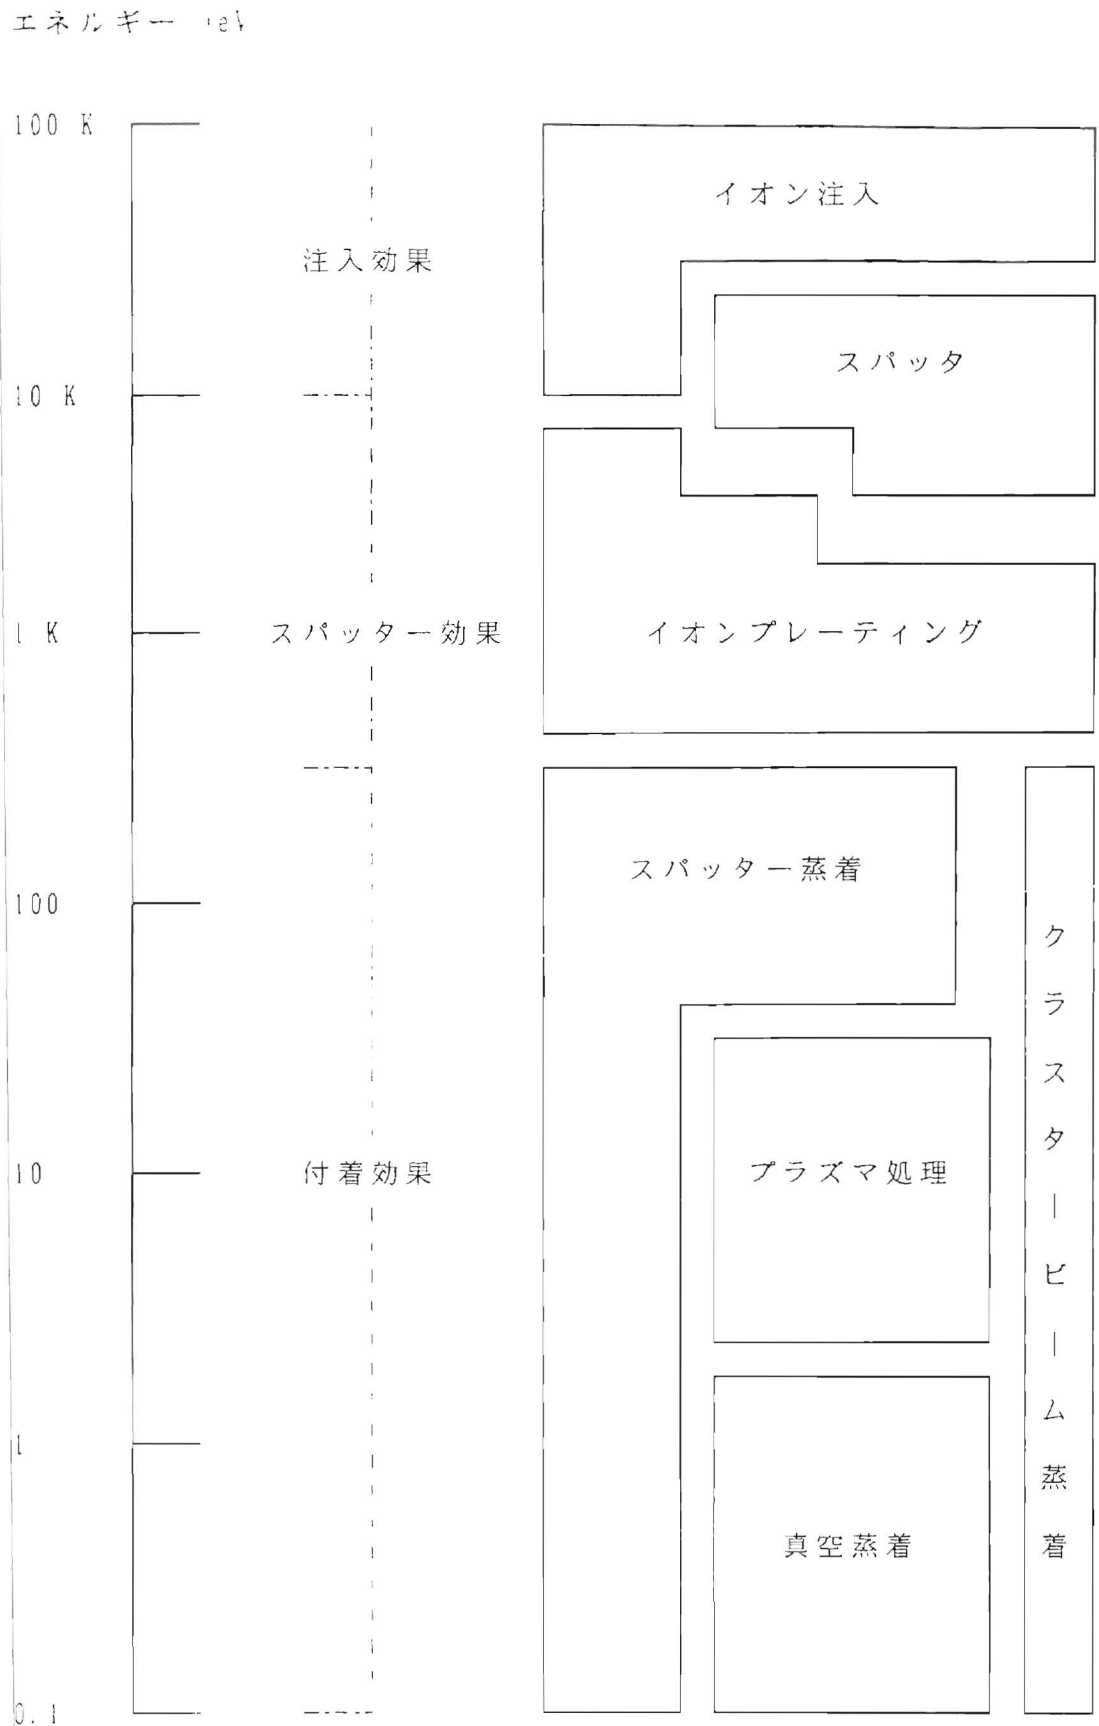 エネルギー (eV
100 K
イオン注入
注入効果
スパッタ
10 K
1 K
スパッター効果
イオンプレーティング
スパッター蒸着
100
クラスタービーム蒸着
10
付着効果
プラズマ処理
1
真空蒸着
0.1